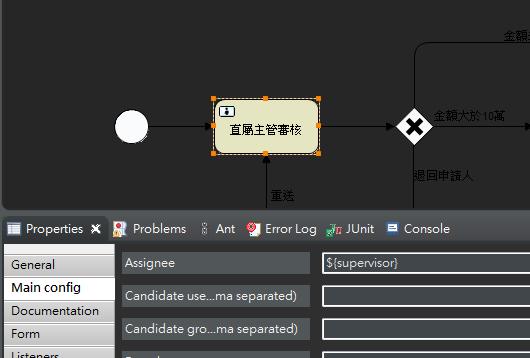 金額
直屬主管審核
金額大於10萬
退回申請人
重送
Properties
Problems
Ant
Error Log
JUnit
Console
General
Assignee
${supervisor}
Main config
Candidate use...ma separated)
Documentation
Form
Candidate gro...ma separated)
Listeners